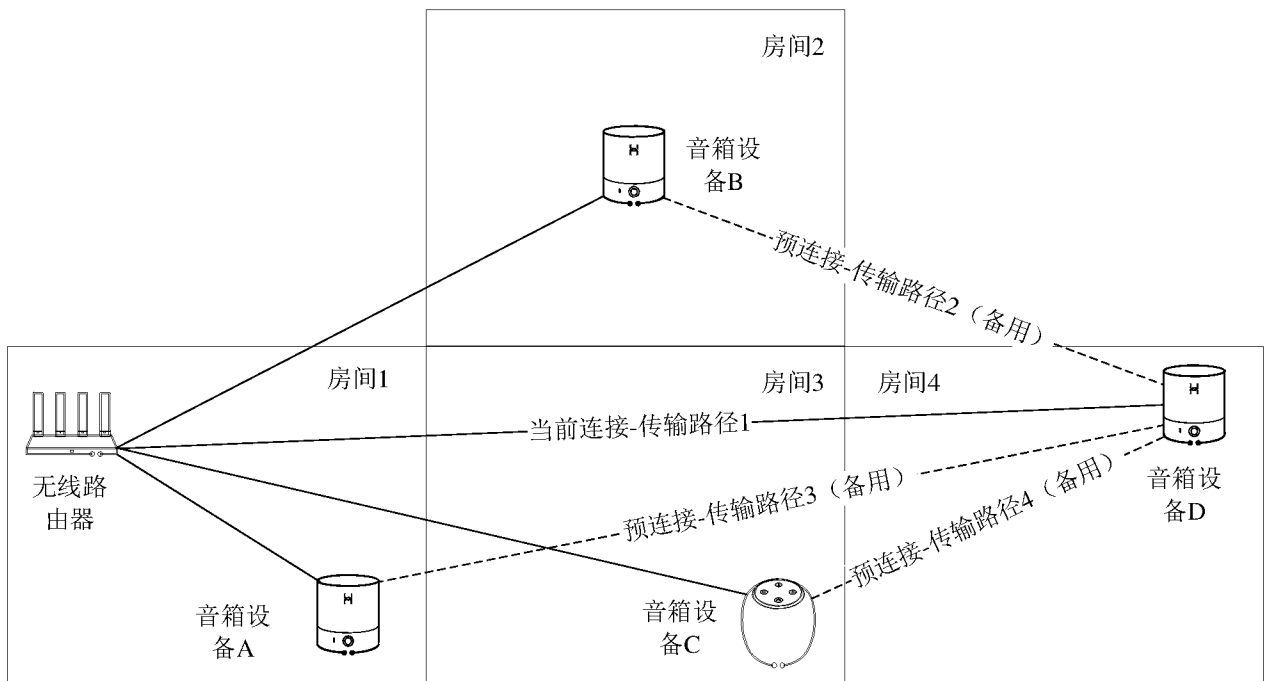 房间2
音箱设
备B
预连接-传输路径2（备用）
房间1
房间3
房间4
当前连接-传输路径1
无线路
由器
预连接-传输路径3（备用）
预连接-传输路径4（备用）
音箱设
备D
音箱设
备A
音箱设
备C